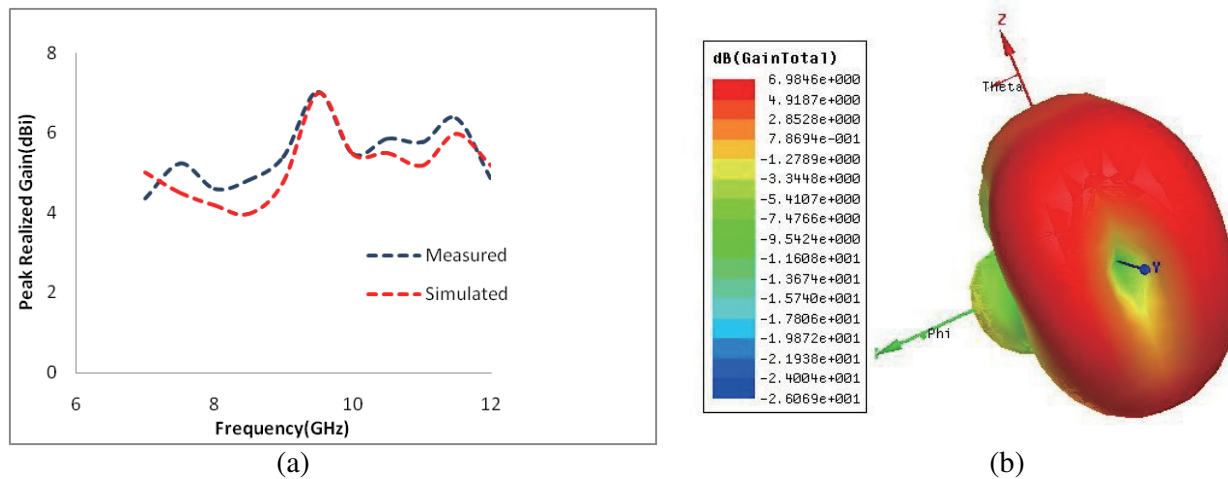 8
6
4
2
0
6
8
10
12
Peak Realized Gain(dBi)
Frequency(GHz)
Measured
Simulated
(a)
dB(GainTotal)
6.9846e+000
4.9187e+000
2.8528e+000
7.8694e-001
-1.2789e+000
-3.3448e+000
-5.4107e+000
-7.4766e+000
-9.5424e+000
-1.1608e+001
-1.3674e+001
-1.5740e+001
-1.7806e+001
-1.9872e+001
-2.1938e+001
-2.4004e+001
-2.6069e+001
Z
Theta
Y
Phi
(b)